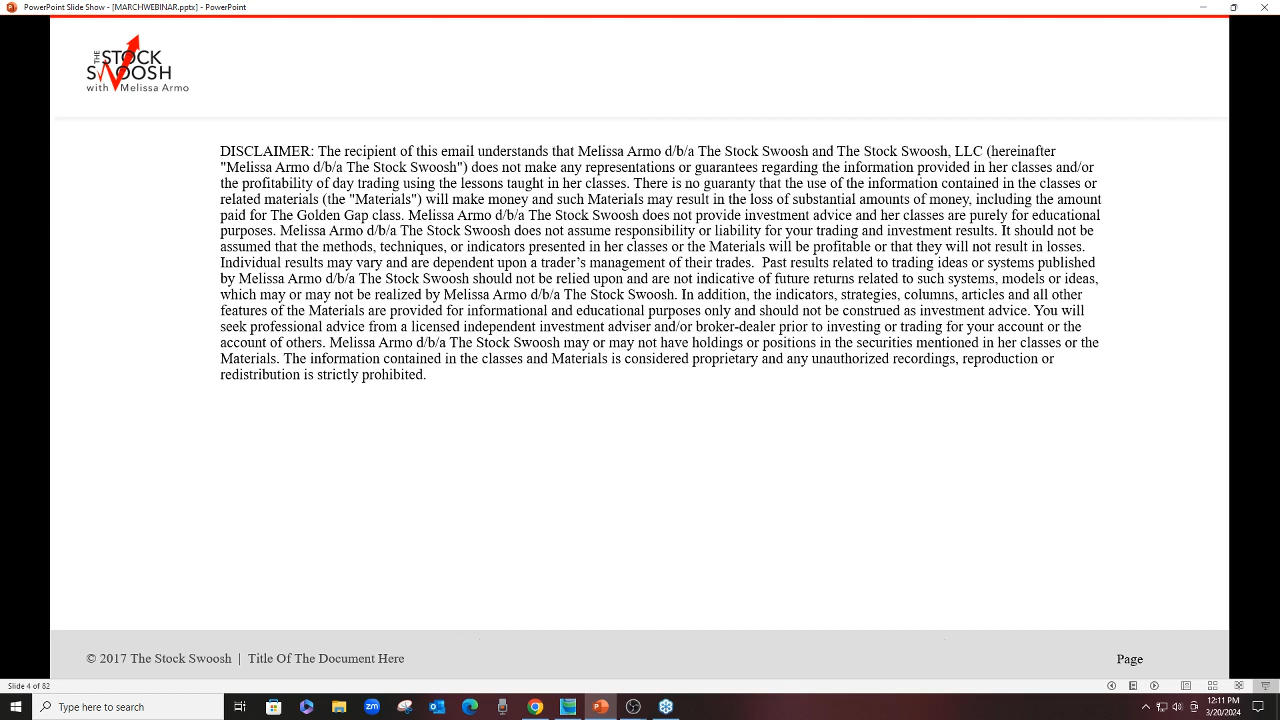 PowerPoint Slide Show - [MARCHWEBINAR.pptx] - PowerPoint
THE STOCK
SWOOSH
with Melissa Armo
DISCLAIMER: The recipient of this email understands that Melissa Armo d/b/a The Stock Swoosh and The Stock Swoosh, LLC (hereinafter
"Melissa Armo d/b/a The Stock Swoosh") does not make any representations or guarantees regarding the information provided in her classes and/or
the profitability of day trading using the lessons taught in her classes. There is no guaranty that the use of the information contained in the classes or
related materials (the "Materials") will make money and such Materials may result in the loss of substantial amounts of money, including the amount
paid for The Golden Gap class. Melissa Armo d/b/a The Stock Swoosh does not provide investment advice and her classes are purely for educational
purposes. Melissa Armo d/b/a The Stock Swoosh does not assume responsibility or liability for your trading and investment results. It should not be
assumed that the methods, techniques, or indicators presented in her classes or the Materials will be profitable or that they will not result in losses.
Individual results may vary and are dependent upon a trader’s management of their trades.  Past results related to trading ideas or systems published
by Melissa Armo d/b/a The Stock Swoosh should not be relied upon and are not indicative of future returns related to such systems, models or ideas,
which may or may not be realized by Melissa Armo d/b/a The Stock Swoosh. In addition, the indicators, strategies, columns, articles and all other
features of the Materials are provided for informational and educational purposes only and should not be construed as investment advice. You will
seek professional advice from a licensed independent investment adviser and/or broker-dealer prior to investing or trading for your account or the
account of others. Melissa Armo d/b/a The Stock Swoosh may or may not have holdings or positions in the securities mentioned in her classes or the
Materials. The information contained in the classes and Materials is considered proprietary and any unauthorized recordings, reproduction or
redistribution is strictly prohibited.
© 2017 The Stock Swoosh | Title Of The Document Here
Page
Slide 4 of 82
Type here to search
zm
12:11 PM
3/20/2024